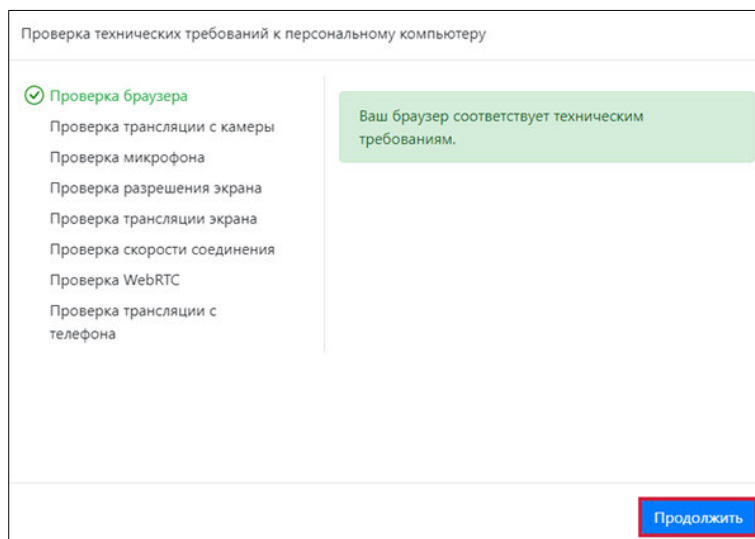 Проверка технических требований к персональному компьютеру
Проверка браузера
Проверка трансляции с камеры
Проверка микрофона
Проверка разрешения экрана
Проверка трансляции экрана
Проверка скорости соединения
Проверка WebRTC
Проверка трансляции с
телефона
Ваш браузер соответствует техническим
требованиям.
Продолжить